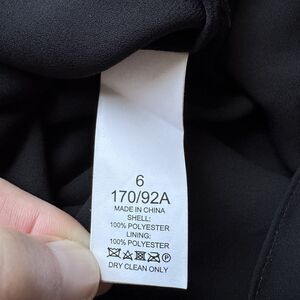 6
170/92A
MADE IN CHINA
SHELL:
100% POLYESTER
LINING:
100% POLYESTER
DRY CLEAN ONLY